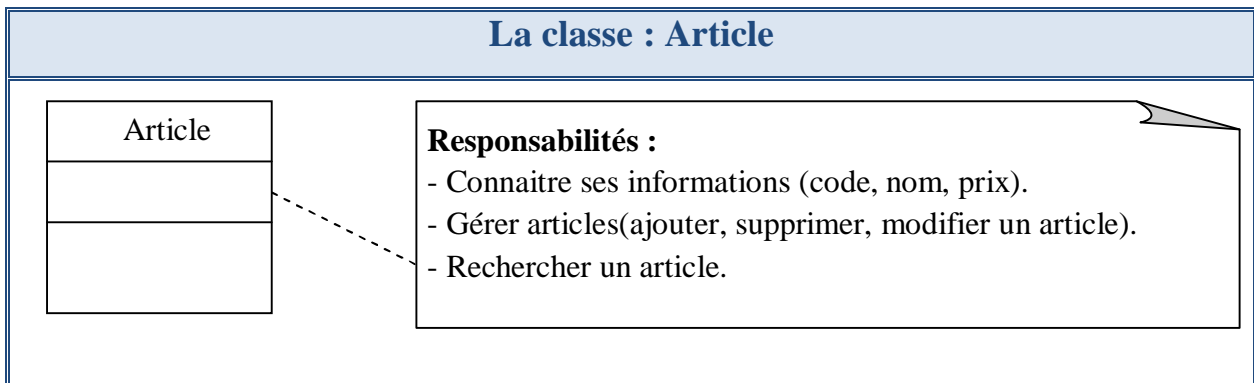 La classe : Article
Article
Responsabilités :
- Connaitre ses informations (code, nom, prix).
- Gérer articles(ajouter, supprimer, modifier un article).
- Rechercher un article.